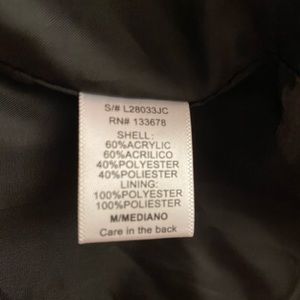 S/# L28033JC
RN# 133678
SHELL:
60%ACRYLIC
60%ACRILICO
40%POLYESTER
40%POLIESTER
LINING:
100%POLYESTER
100%POLIESTER
M/MEDIANO
Care in the back